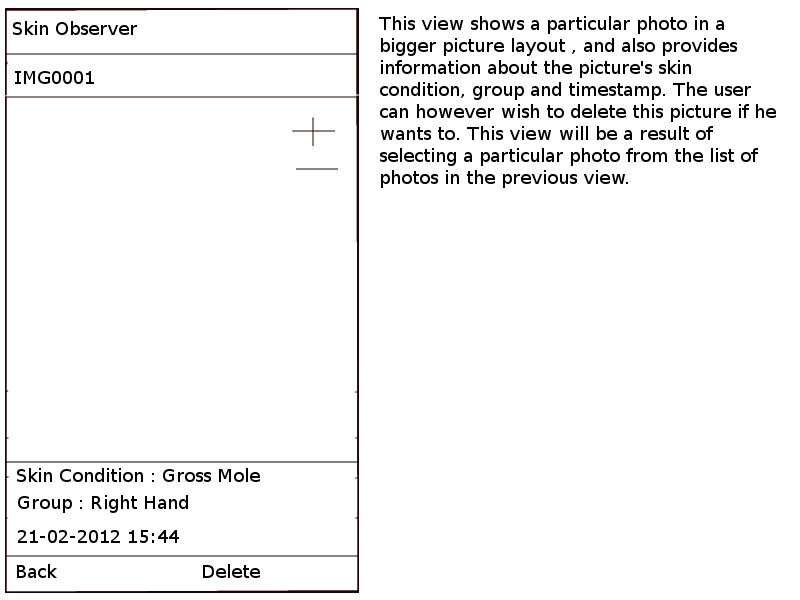 Skin Observer
IMG0001
Skin Condition : Gross Mole
Group : Right Hand
21-02-2012 15:44
Back Delete
This view shows a particular photo in a
bigger picture layout , and also provides
information about the picture's skin
condition, group and timestamp. The user
can however wish to delete this picture if he
wants to. This view will be a result of
selecting a particular photo from the list of
photos in the previous view.